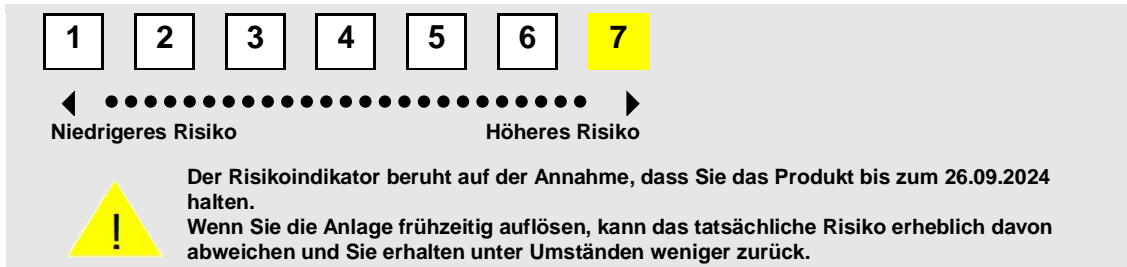 1 2 3 4 5 6 7
Niedrigeres Risiko Höheres Risiko
Der Risikoindikator beruht auf der Annahme, dass Sie das Produkt bis zum 26.09.2024
halten.
Wenn Sie die Anlage frühzeitig auflösen, kann das tatsächliche Risiko erheblich davon
abweichen und Sie erhalten unter Umständen weniger zurück.
!